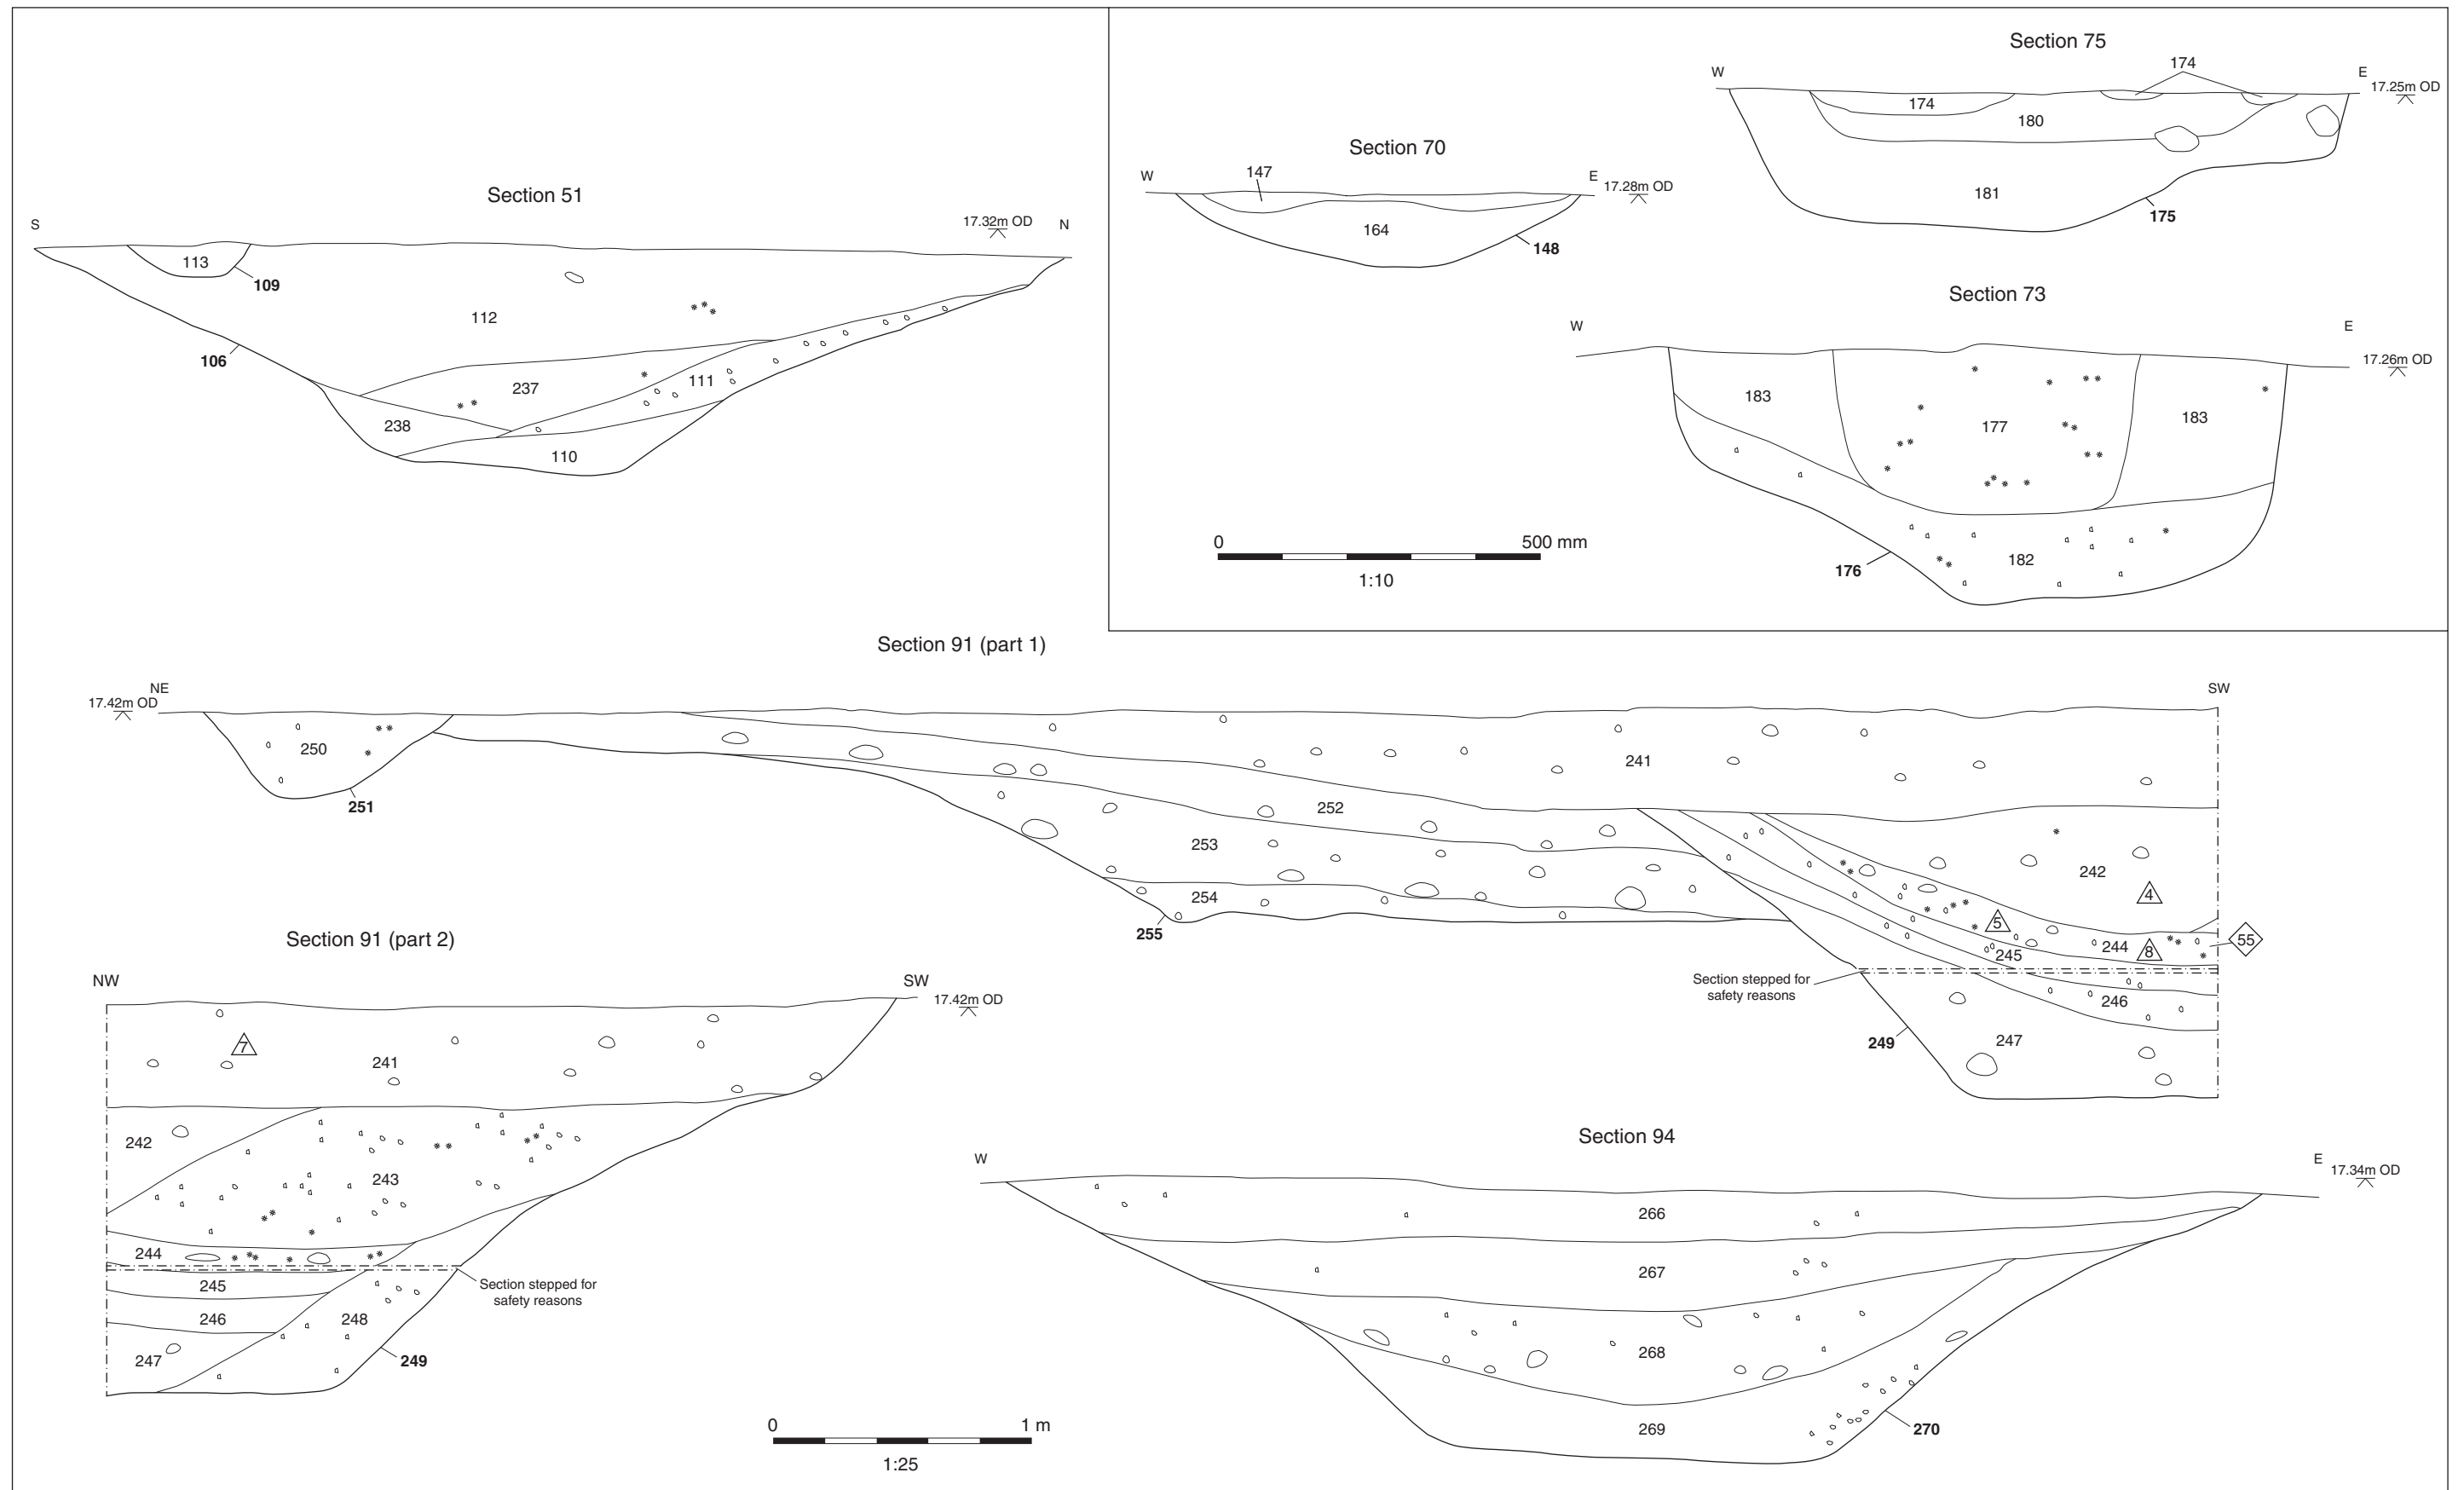 Section 51
S
17.32m OD
N
113
109
112
106
237
111
238
110
Section 75
W
174
E
17.25m OD
174
180
181
175
Section 70
W
147
E
17.28m OD
164
148
Section 73
W
E
17.26m OD
183
177
183
182
176
0
500 mm
1:10
Section 91 (part 1)
NE
17.42m OD
SW
250
251
241
252
253
254
255
242
4
5
244
8
55
245
Section stepped for
safety reasons
246
249
247
Section 91 (part 2)
NW
SW
17.42m OD
7
241
242
243
244
245
Section stepped for
safety reasons
246
248
247
249
Section 94
W
E
17.34m OD
266
267
268
269
270
0
1 m
1:25